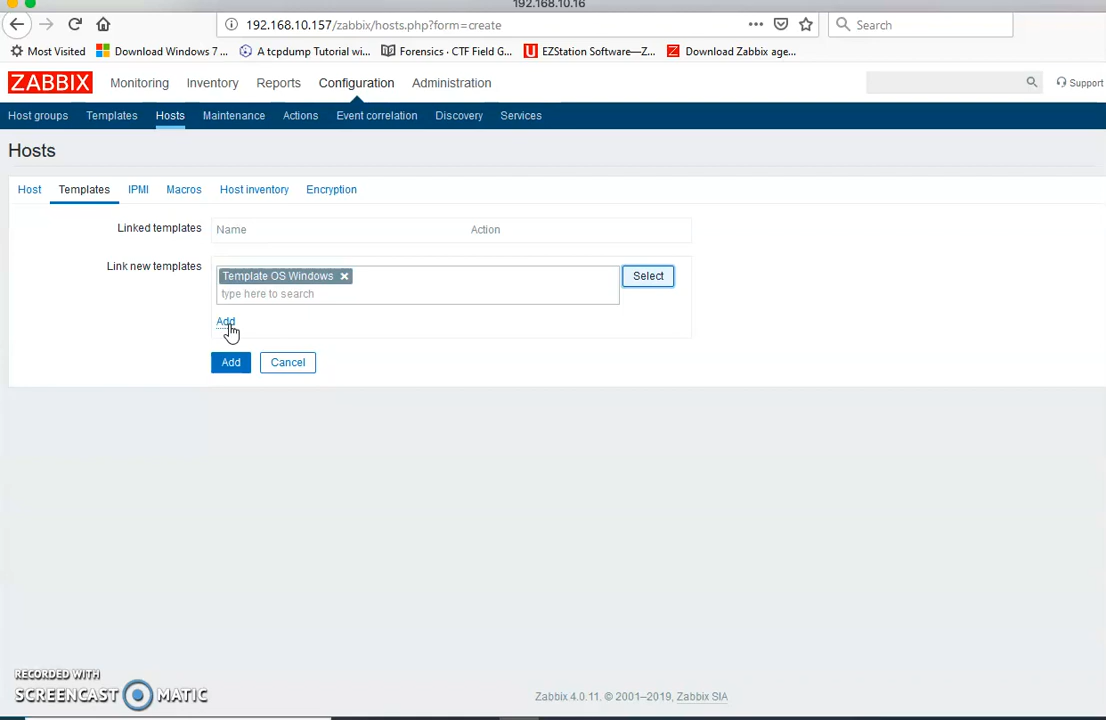 192.168.10.16
192.168.10.157/zabbix/hosts.php?form=create
Search
Most Visited
Download Windows 7 ...
A tcpdump Tutorial wi...
Forensics · CTF Field G...
EZStation Software—Z...
Download Zabbix age...
ZABBIX
Monitoring
Inventory
Reports
Configuration
Administration
Support
Host groups
Templates
Hosts
Maintenance
Actions
Event correlation
Discovery
Services
Hosts
Host
Templates
IPMI
Macros
Host inventory
Encryption
Linked templates
Name
Action
Link new templates
Template OS Windows
Select
type here to search
Add
Add
Cancel
RECORDED WITH
SCREENCAST MATIC
Zabbix 4.0.11. © 2001–2019, Zabbix SIA